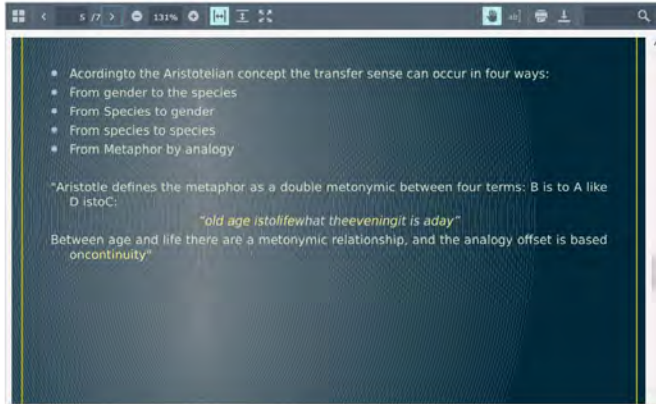 5 /7
131%
Acordingto the Aristotelian concept the transfer sense can occur in four ways:
From gender to the species
From Species to gender
From species to species
From Metaphor by analogy
"Aristotle defines the metaphor as a double metonymic between four terms: B is to A like
D istoC:
"old age istolifewhat theeveningit is aday"
Between age and life there are a metonymic relationship, and the analogy offset is based
oncontinuity"